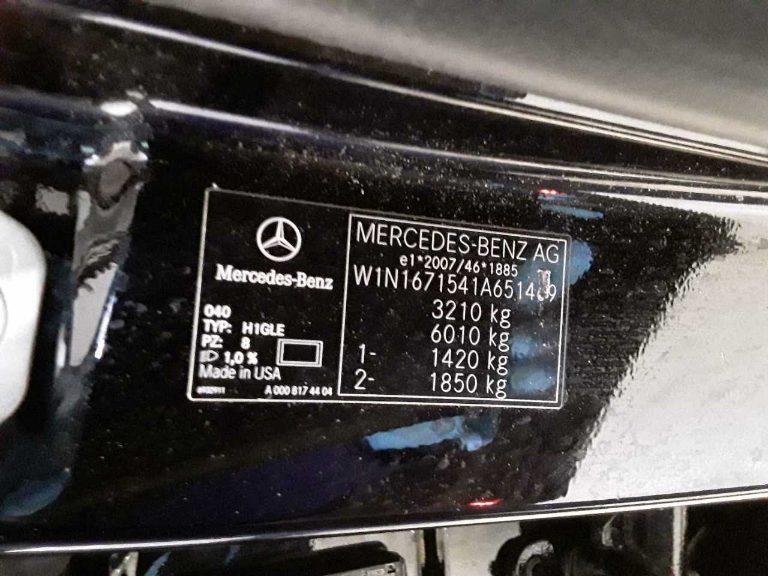 Mercedes-Benz
040
TYP: H1GLE
PZ: 8
1,0 %
Made in USA
A 000 817 44 04
MERCEDES-BENZ AG
e1*2007/46*1885
3210 kg
6010 kg
1- 1420 kg
2- 1850 kg